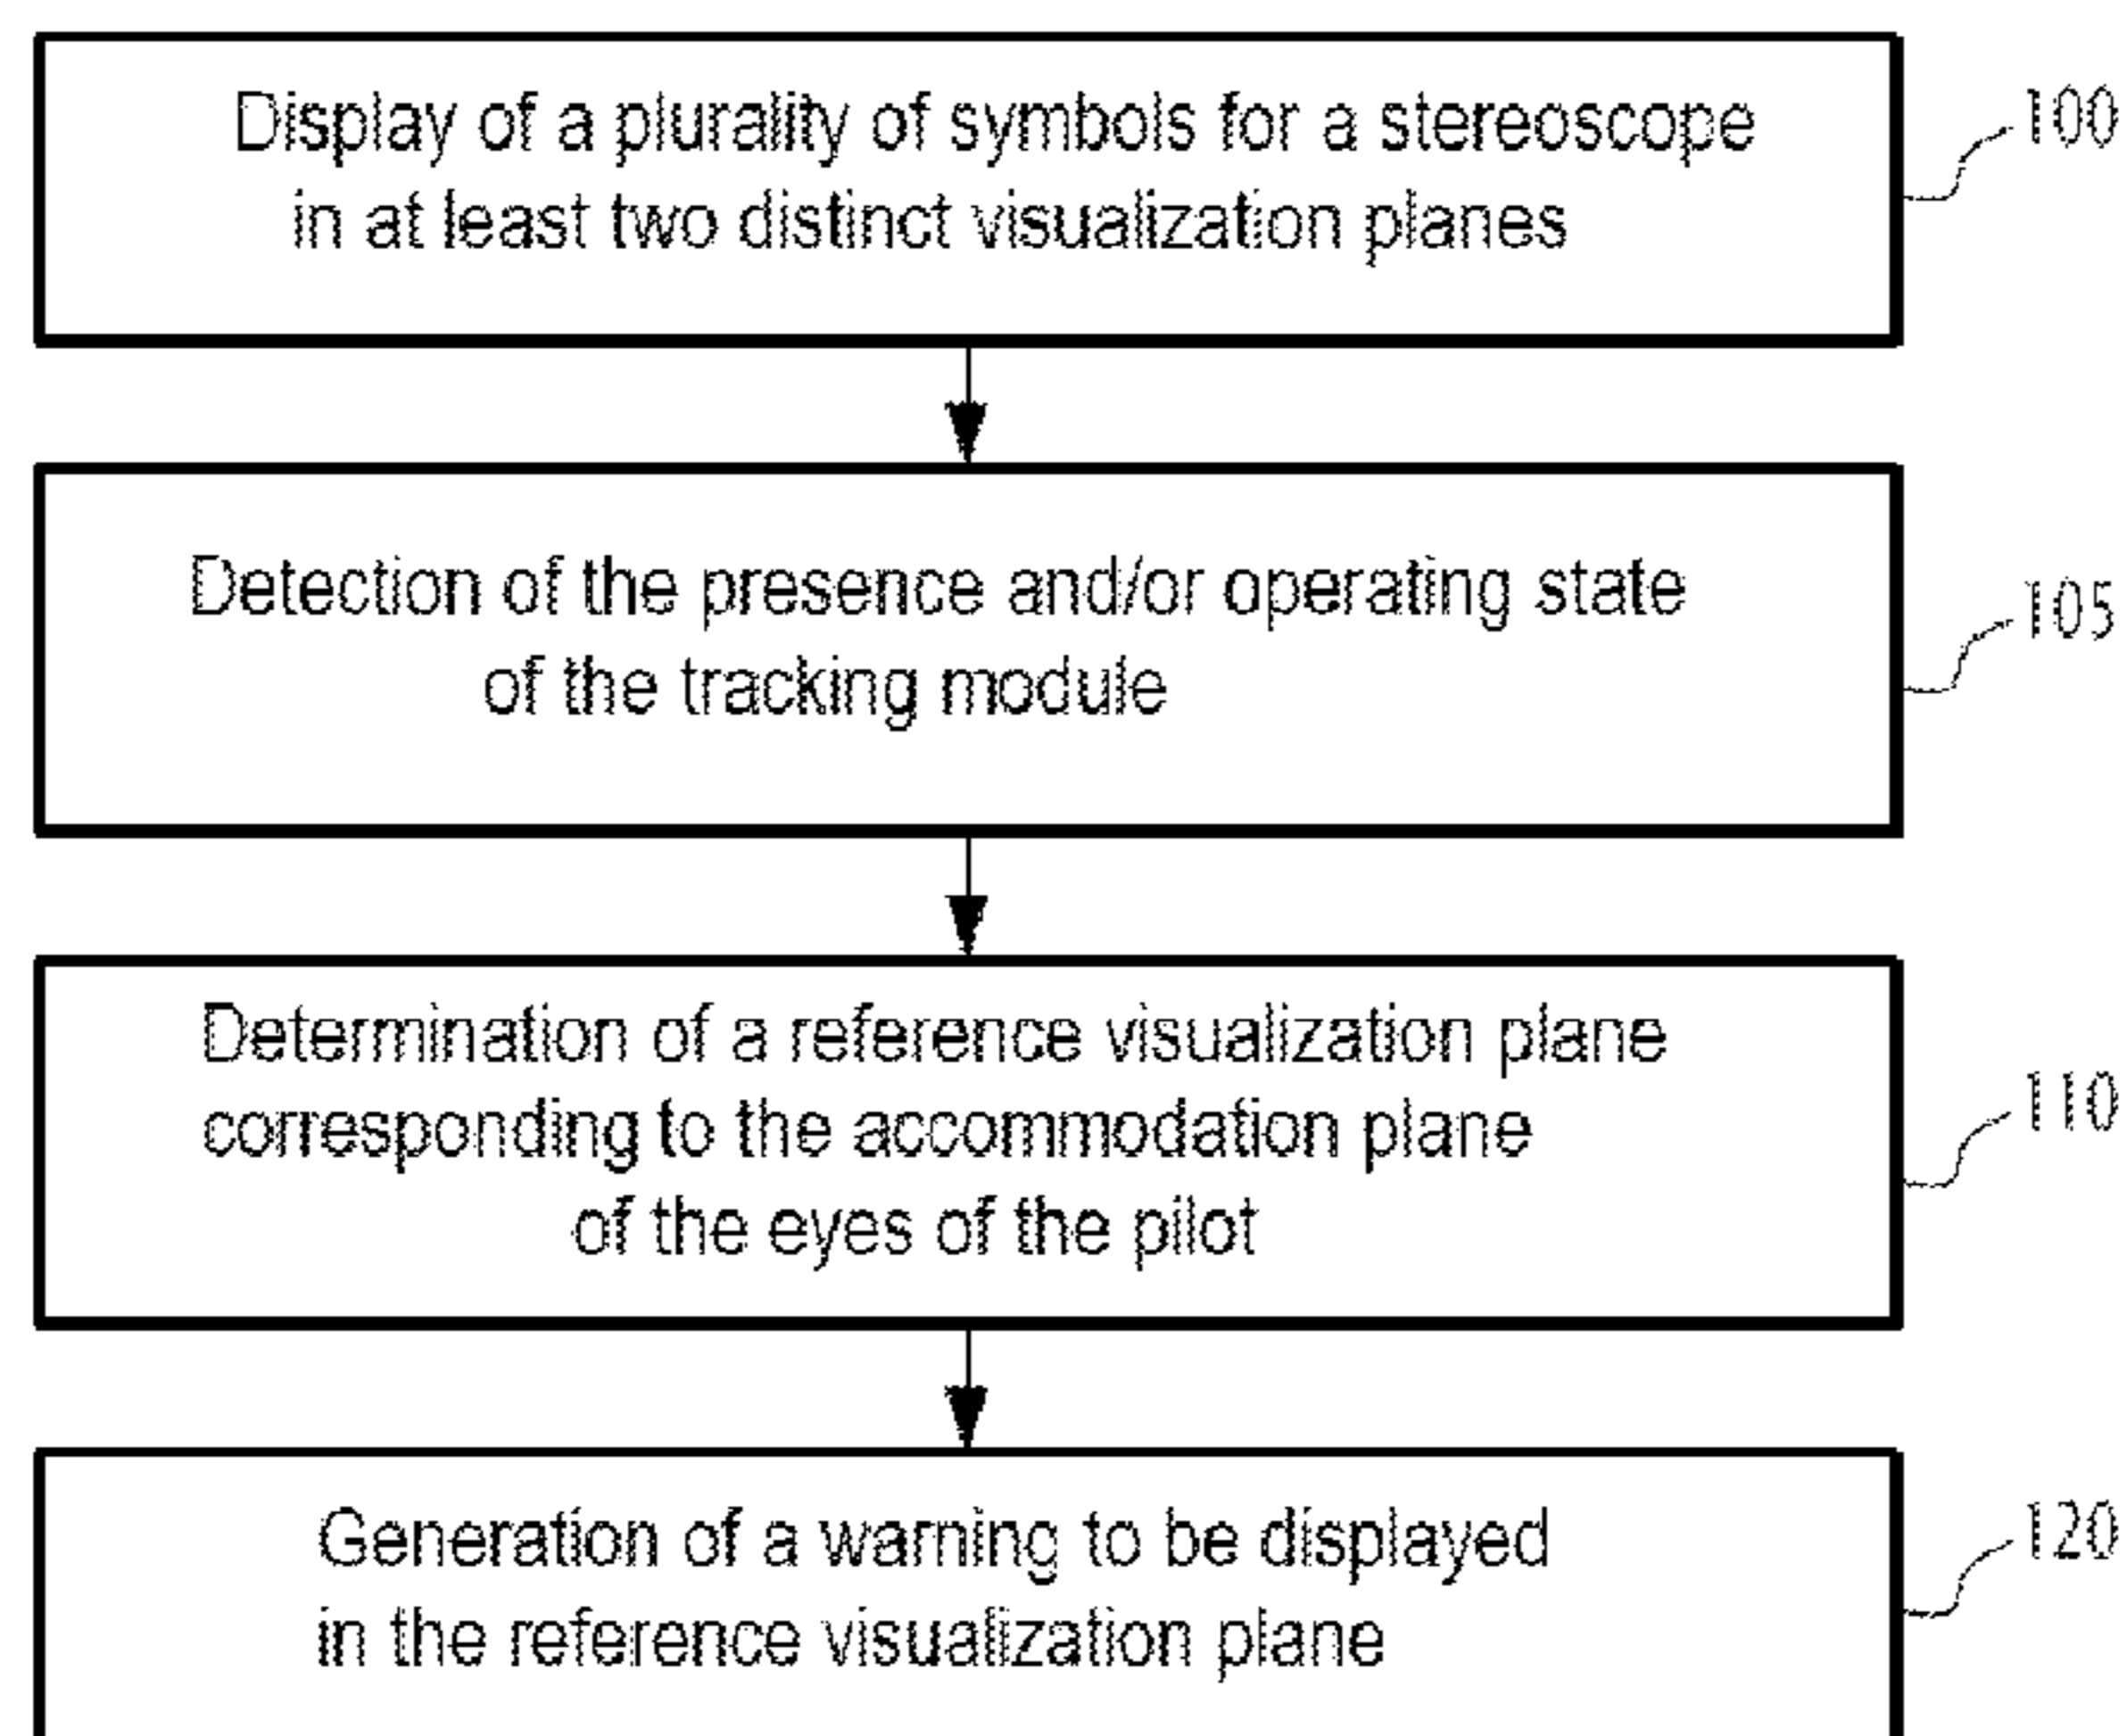 Display of a plurality of symbols for a stereoscope
in at least two distinct visualization planes
100
Detection of the presence and/or operating state
of the tracking module
105
Determination of a reference visualization plane
corresponding to the accommodation plane
of the eyes of the pilot
110
Generation of a warning to be displayed
in the reference visualization plane
120